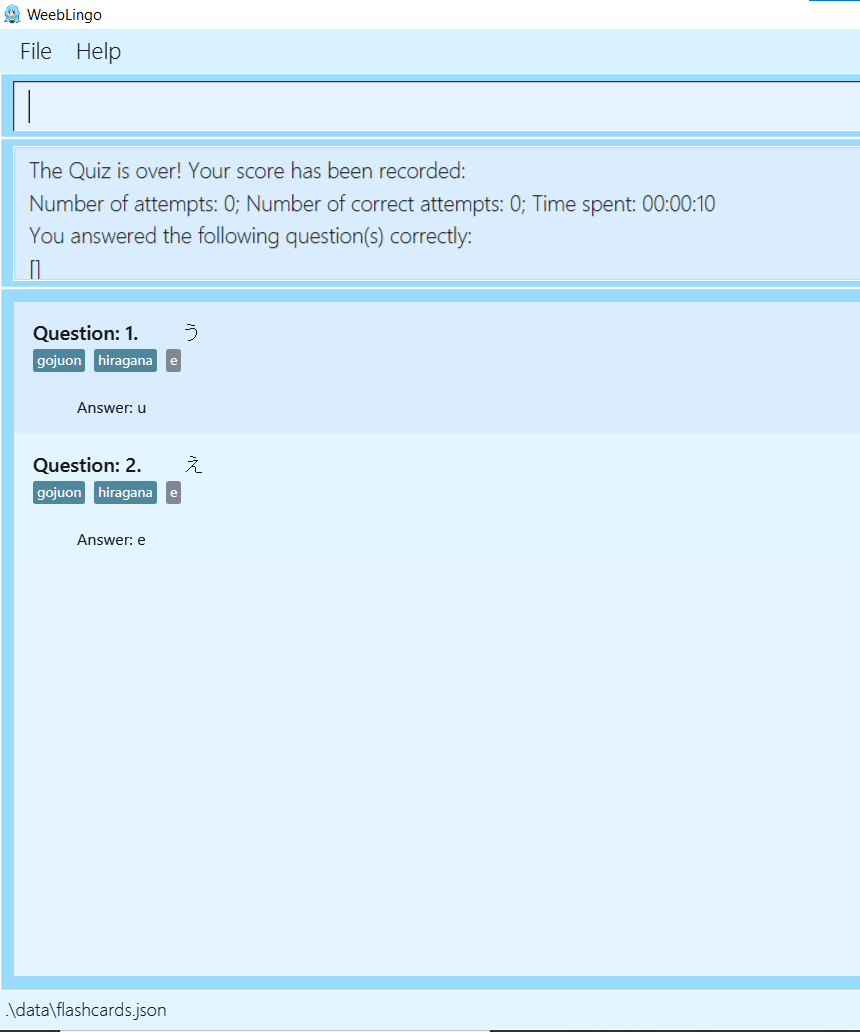 WeebLingo
File Help
The Quiz is over! Your score has been recorded:
Number of attempts: 0; Number of correct attempts: 0; Time spent: 00:00:10
You answered the following question(s) correctly:
[]
Question: 1. う
gojuon hiragana e
Answer: u
Question: 2. え
gojuon hiragana e
Answer: e
.\data\flashcards.json